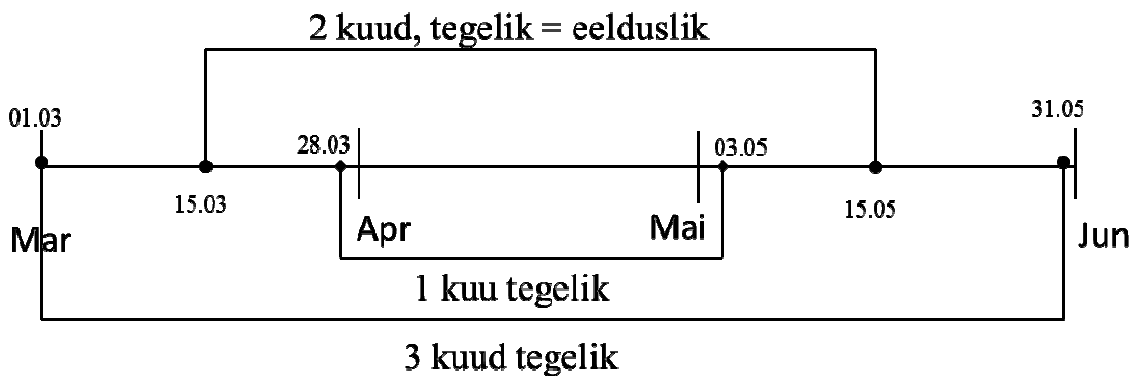 2 kuud, tegelik = eelduslik
01.03
31.05
28.03
03.05
15.03
15.05
Mar
Apr
Mai
Jun
1 kuu tegelik
3 kuud tegelik